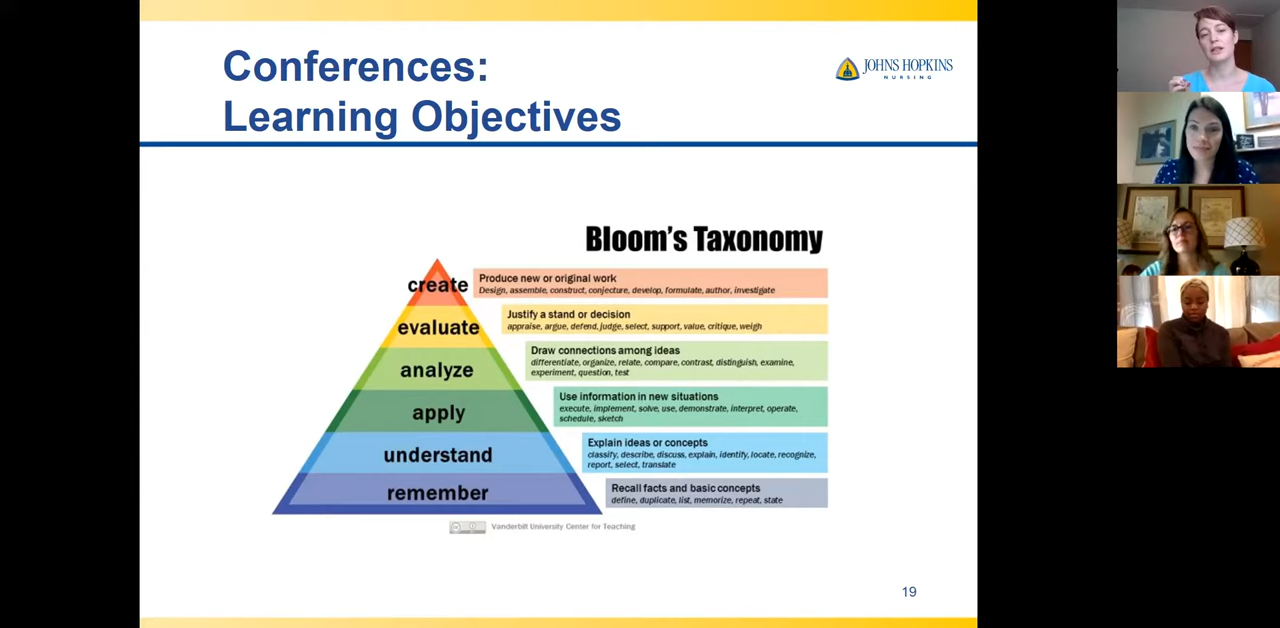 Conferences:
Learning Objectives
JOHNS HOPKINS
NURSING
Bloom's Taxonomy
create
Produce new or original work
Design, assemble, construct, conjecture, develop, formulate, author, investigate
evaluate
Justify a stand or decision
appraise, argue, defend, judge, select, support, value, critique, weigh
analyze
Draw connections among ideas
differentiate, organize, relate, compare, contrast, distinguish, examine,
experiment, question, test
apply
Use information in new situations
execute, implement, solve, use, demonstrate, interpret, operate,
schedule, sketch
understand
Explain ideas or concepts
classify, describe, discuss, explain, identify, locate, recognize,
report, select, translate
remember
Recall facts and basic concepts
define, duplicate, list, memorize, repeat, state
Vanderbilt University Center for Teaching
19